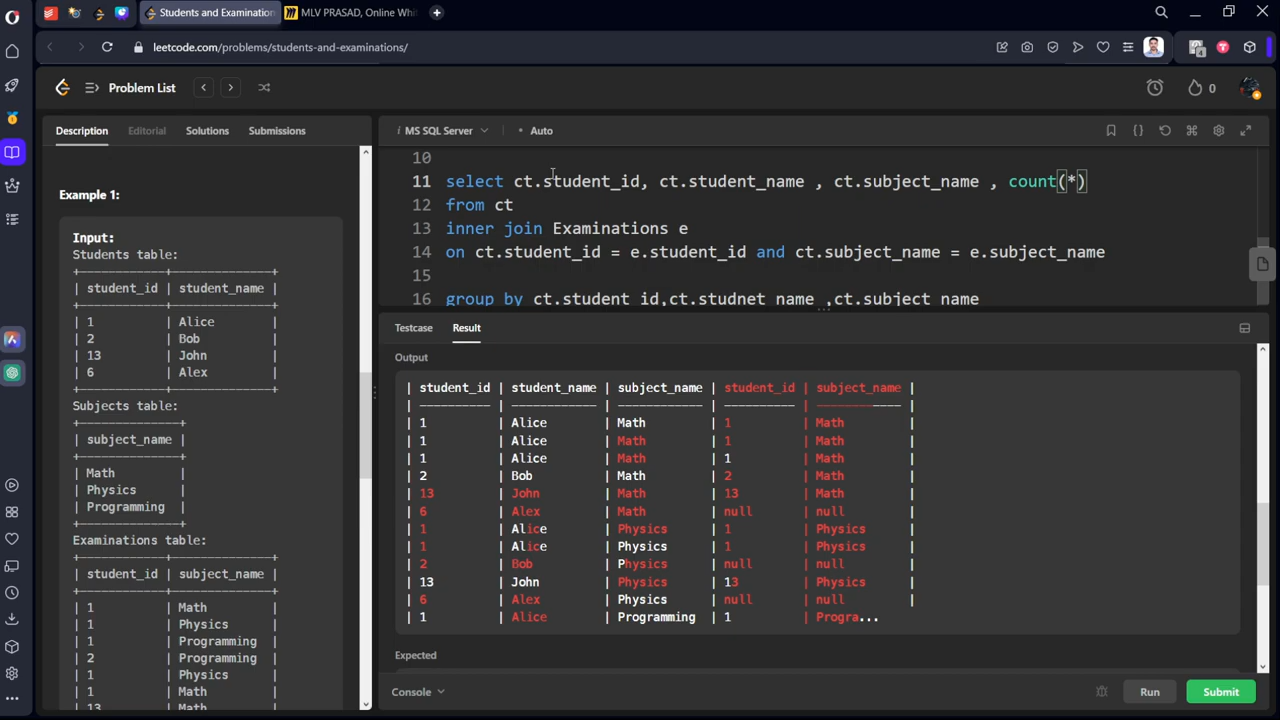 Students and Examination
MLV PRASAD, Online Whi
leetcode.com/problems/students-and-examinations/
Problem List
0
Description
Editorial
Solutions
Submissions
Example 1:
Input:
Students table:
+------------+--------------+
| student_id | student_name |
+------------+--------------+
| 1 | Alice |
| 2 | Bob |
| 13 | John |
| 6 | Alex |
+------------+--------------+
Subjects table:
+--------------+
| subject_name |
+--------------+
| Math |
| Physics |
| Programming |
+--------------+
Examinations table:
+------------+--------------+
| student_id | subject_name |
+------------+--------------+
| 1 | Math |
| 1 | Physics |
| 1 | Programming |
| 2 | Programming |
| 1 | Physics |
| 1 | Math |
| 13 | Math |
i MS SQL Server
• Auto
10
11 select ct.student_id, ct.student_name , ct.subject_name , count(*)
12 from ct
13 inner join Examinations e
14 on ct.student_id = e.student_id and ct.subject_name = e.subject_name
15
16 group by ct.student_id,ct.studnet_name ,ct.subject_name
Testcase
Result
Output
| student_id | student_name | subject_name | student_id | subject_name |
| ---------- | ------------ | ------------ | ---------- | ------------ |
| 1 | Alice | Math | 1 | Math |
| 1 | Alice | Math | 1 | Math |
| 1 | Alice | Math | 1 | Math |
| 2 | Bob | Math | 2 | Math |
| 13 | John | Math | 13 | Math |
| 6 | Alex | Math | null | null |
| 1 | Alice | Physics | 1 | Physics |
| 1 | Alice | Physics | 1 | Physics |
| 2 | Bob | Physics | null | null |
| 13 | John | Physics | 13 | Physics |
| 6 | Alex | Physics | null | null |
| 1 | Alice | Programming | 1 | Progra...
Expected
Console
Run
Submit